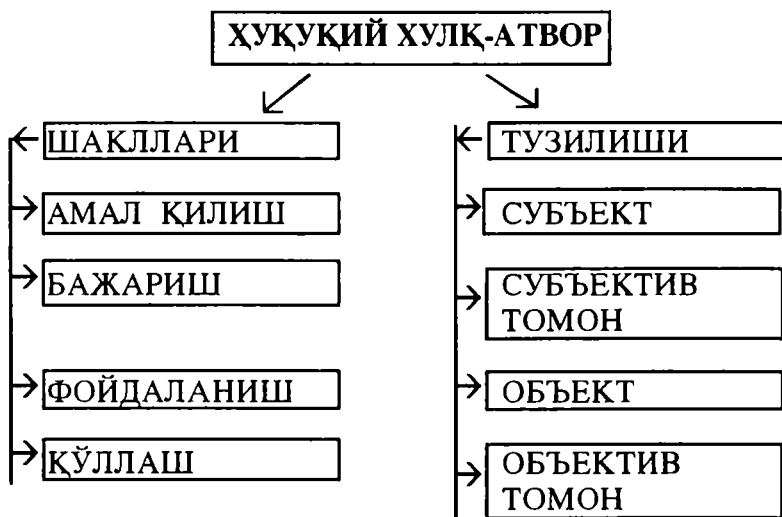 ҲУҚУҚИЙ ХУЛҚ-АТВОР
ШАКЛЛАРИ
АМАЛ ҚИЛИШ
БАЖАРИШ
ФОЙДАЛАНИШ
ҚЎЛЛАШ
ТУЗИЛИШИ
СУБЪЕКТ
СУБЪЕКТИВ
ТОМОН
ОБЪЕКТ
ОБЪЕКТИВ
ТОМОН